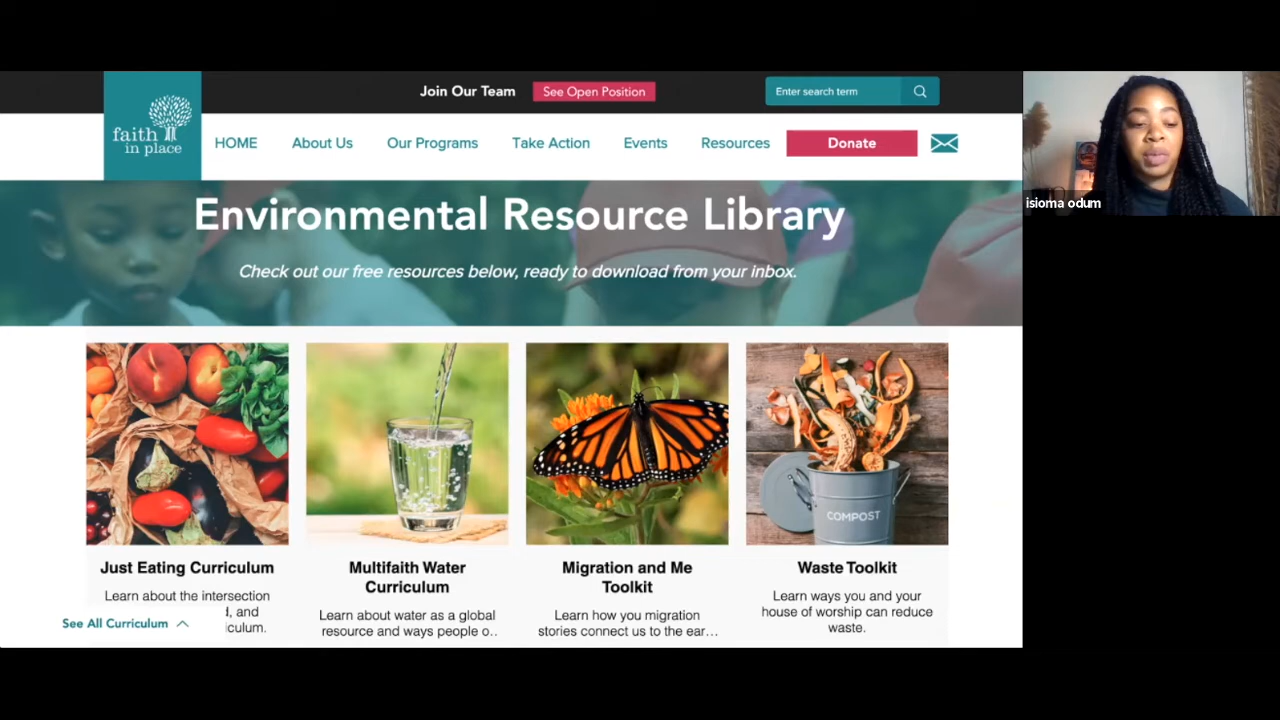 Join Our Team
See Open Position
Enter search term
faith
in place
HOME
About Us
Our Programs
Take Action
Events
Resources
Donate
isioma odum
Environmental Resource Library
Check out our free resources below, ready to download from your inbox.
COMPOST
Just Eating Curriculum
Learn about the intersection
d, and
iculum.
Multifaith Water
Curriculum
Learn about water as a global
resource and ways people o..
Migration and Me
Toolkit
Learn how you migration
stories connect us to the ear...
Waste Toolkit
Learn ways you and your
house of worship can reduce
waste.
See All Curriculum